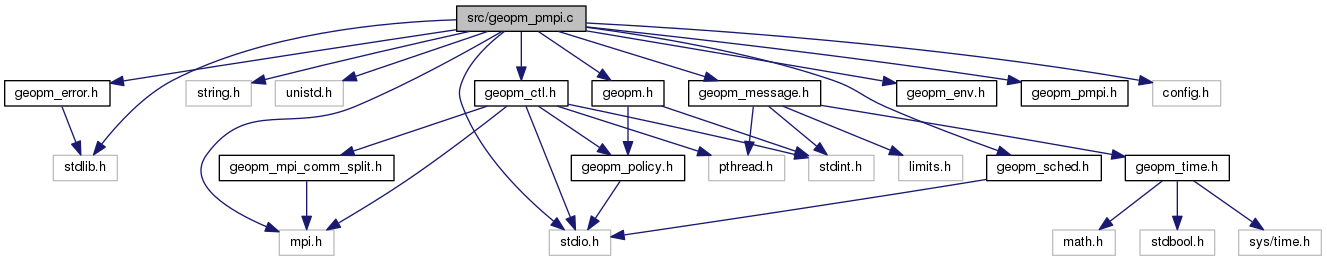 src/geopm_pmpi.c
geopm_error.h
string.h
unistd.h
geopm_ctl.h
geopm.h
geopm_message.h
geopm_env.h
geopm_pmpi.h
config.h
stdlib.h
geopm_mpi_comm_split.h
geopm_policy.h
pthread.h
stdint.h
limits.h
geopm_sched.h
geopm_time.h
mpi.h
stdio.h
math.h
stdbool.h
sys/time.h